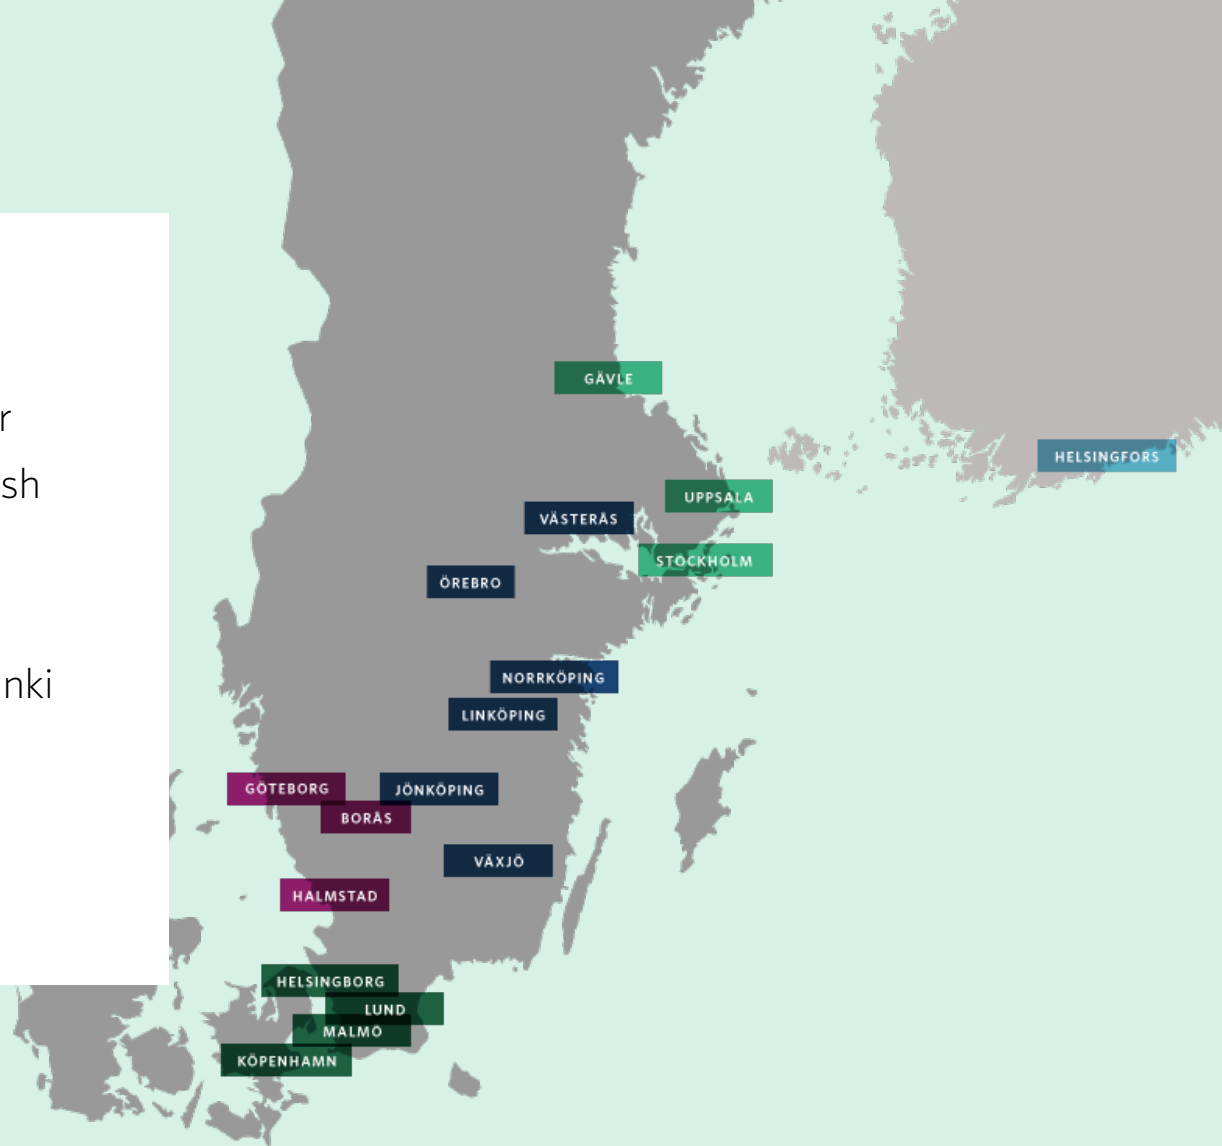 r
sh
nki
GÄVLE
HELSINGFORS
UPPSALA
VÄSTERÅS
STOCKHOLM
ÖREBRO
NORRKÖPING
LINKÖPING
GÖTEBORG
JÖNKÖPING
BORÅS
VÄXJÖ
HALMSTAD
HELSINGBORG
LUND
MALMÖ
KÖPENHAMN